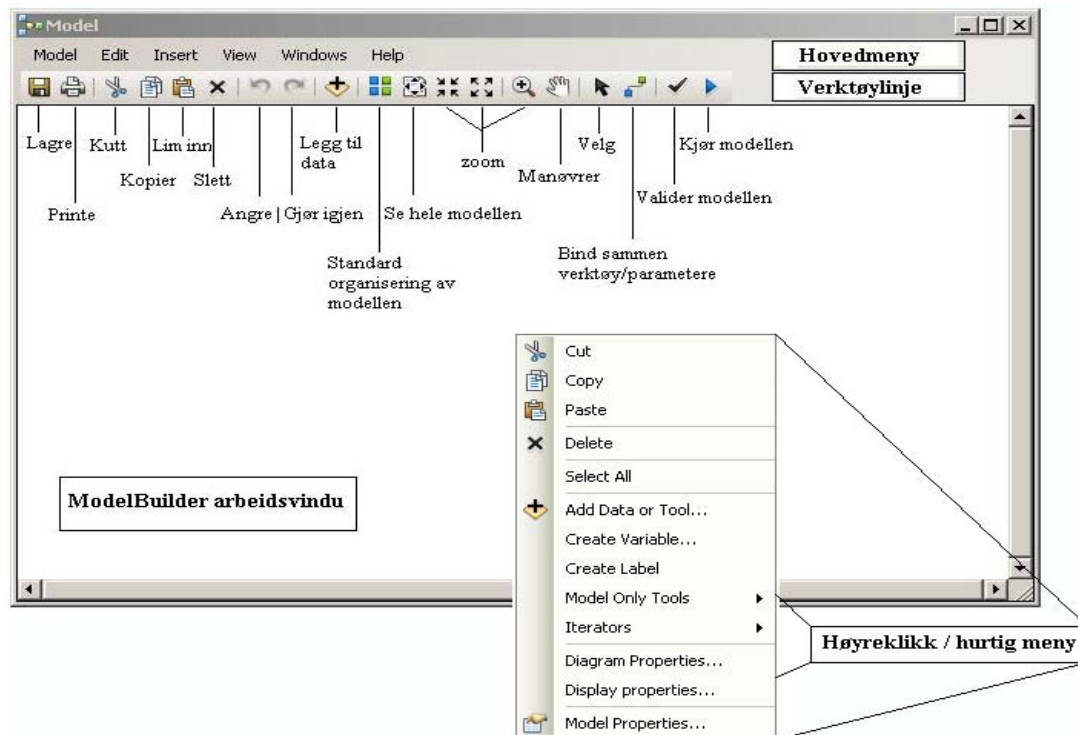 Model
Model Edit Insert View Windows Help
Hovedmeny
Verktøylinje
Lagre
Kutt
Lim inn
Legg til
data
zoom
Velg
Kjør modellen
Kopier
Slett
Manøvrer
Printe
Angre | Gjør igjen
Se hele modellen
Valider modellen
Standard
organisering av
modellen
Bind sammen
verktøy/parametere
Cut
Copy
Paste
Delete
Select All
ModelBuilder arbeidsvindu
Add Data or Tool...
Create Variable...
Create Label
Model Only Tools
Iterators
Høyreklikk / hurtig meny
Diagram Properties...
Display properties...
Model Properties...